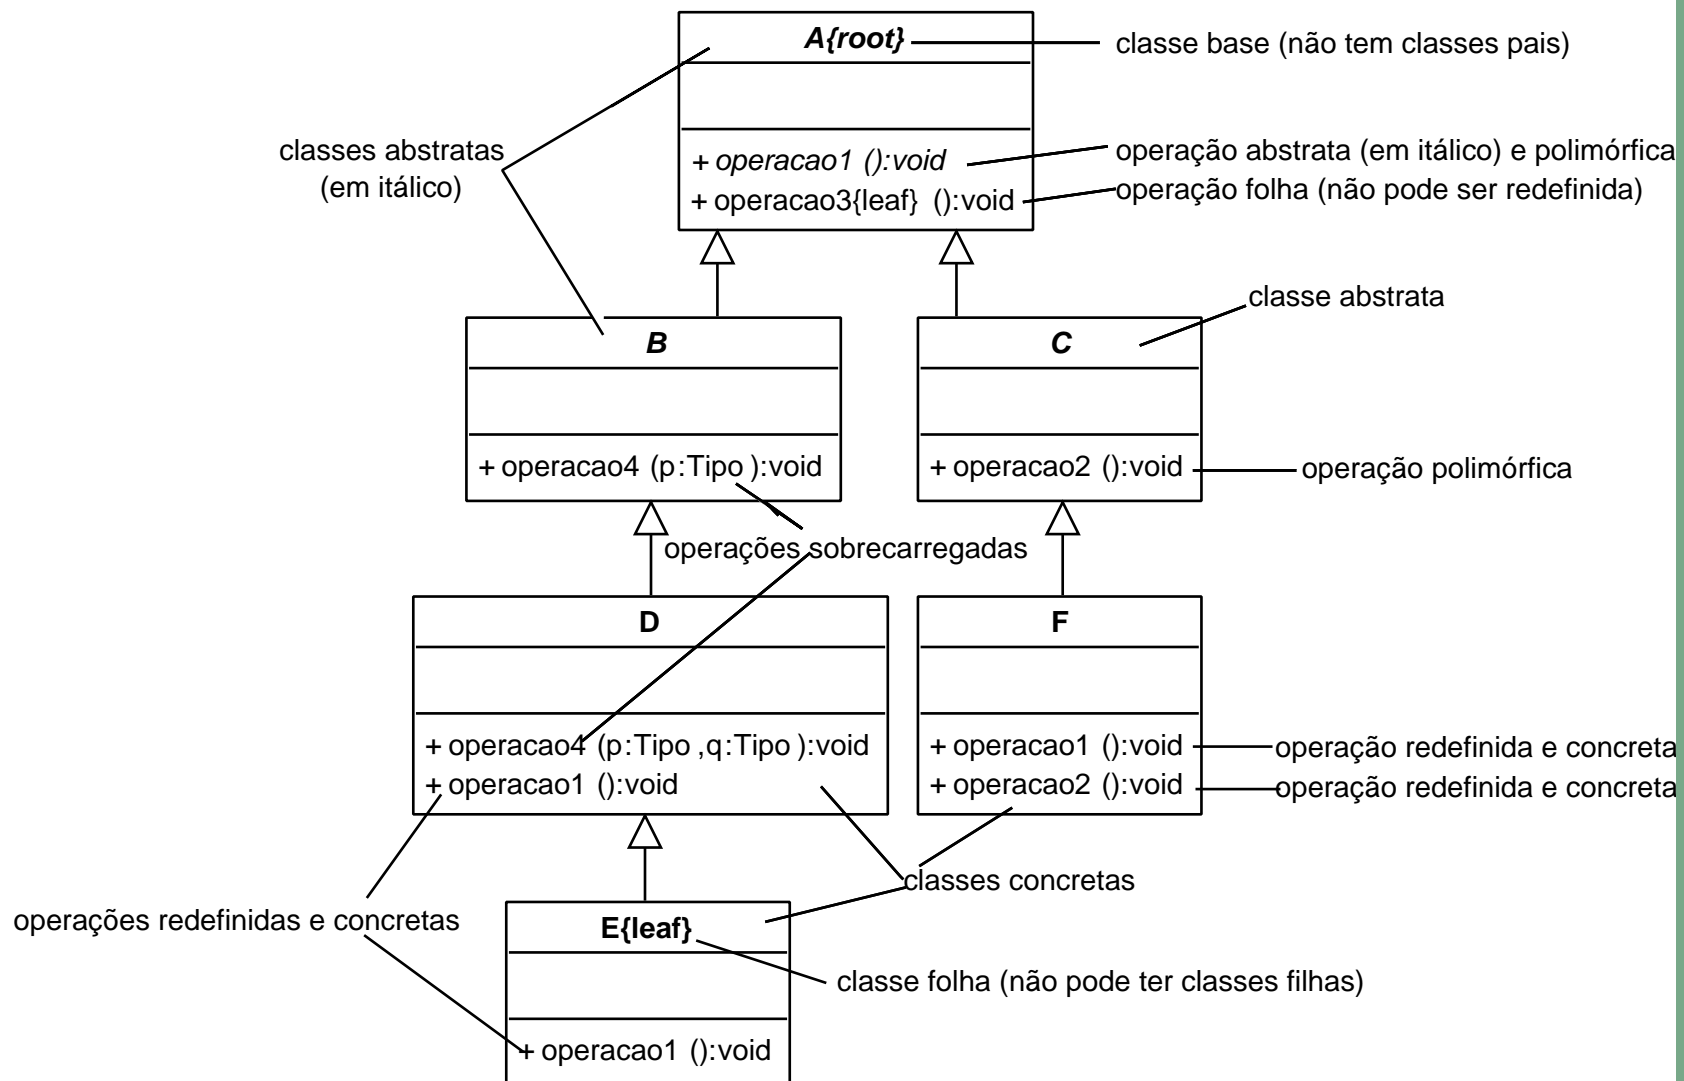 A{root}
classe base (não tem classes pais)
classes abstratas
(em itálico)
+ operacao1 ():void
operação abstrata (em itálico) e polimórfica
+ operacao3{leaf} ():void
operação folha (não pode ser redefinida)
classe abstrata
B
C
+ operacao4 (p:Tipo ):void
+ operacao2 ():void
operação polimórfica
operações sobrecarregadas
D
F
+ operacao4 (p:Tipo ,q:Tipo ):void
+ operacao1 ():void
+ operacao1 ():void
operação redefinida e concreta
+ operacao2 ():void
operação redefinida e concreta
classes concretas
operações redefinidas e concretas
E{leaf}
classe folha (não pode ter classes filhas)
+ operacao1 ():void